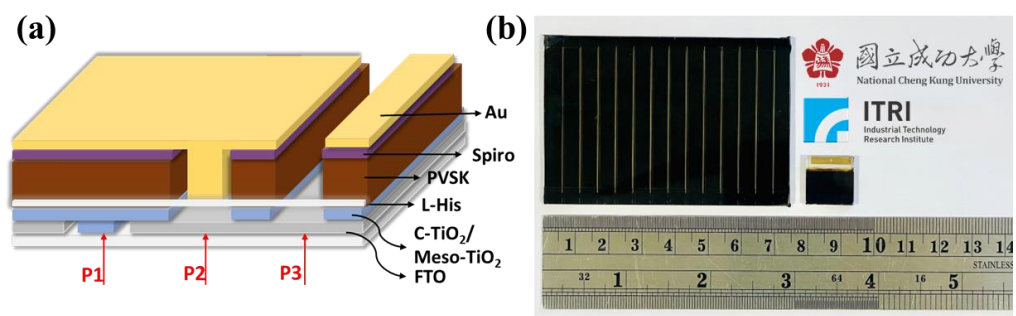 (a)
Au
Spiro
PVSK
L-His
C-TiO₂/
Meso-TiO₂
FTO
P1
P2
P3
(b)
1931
國立成功大學
National Cheng Kung University
ITRI
Industrial Technology
Research Institute
1 2 3 4 5 6 7 8 9 10 11 12 13 14
STAINLESS
32 1 2 3 64 4 16 5